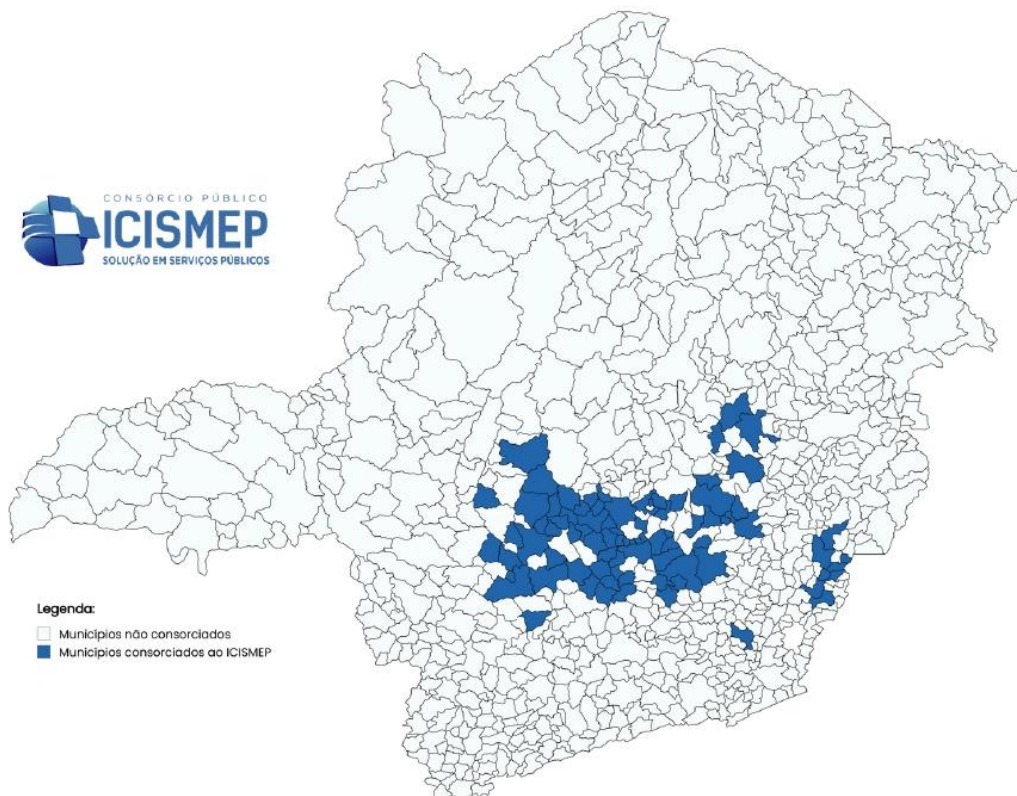 CONSÓRCIO PÚBLICO
ICISMEP
SOLUÇÃO EM SERVIÇOS PÚBLICOS
Legenda:
Municípios não consorciados
Municípios consorciados ao ICISMEP